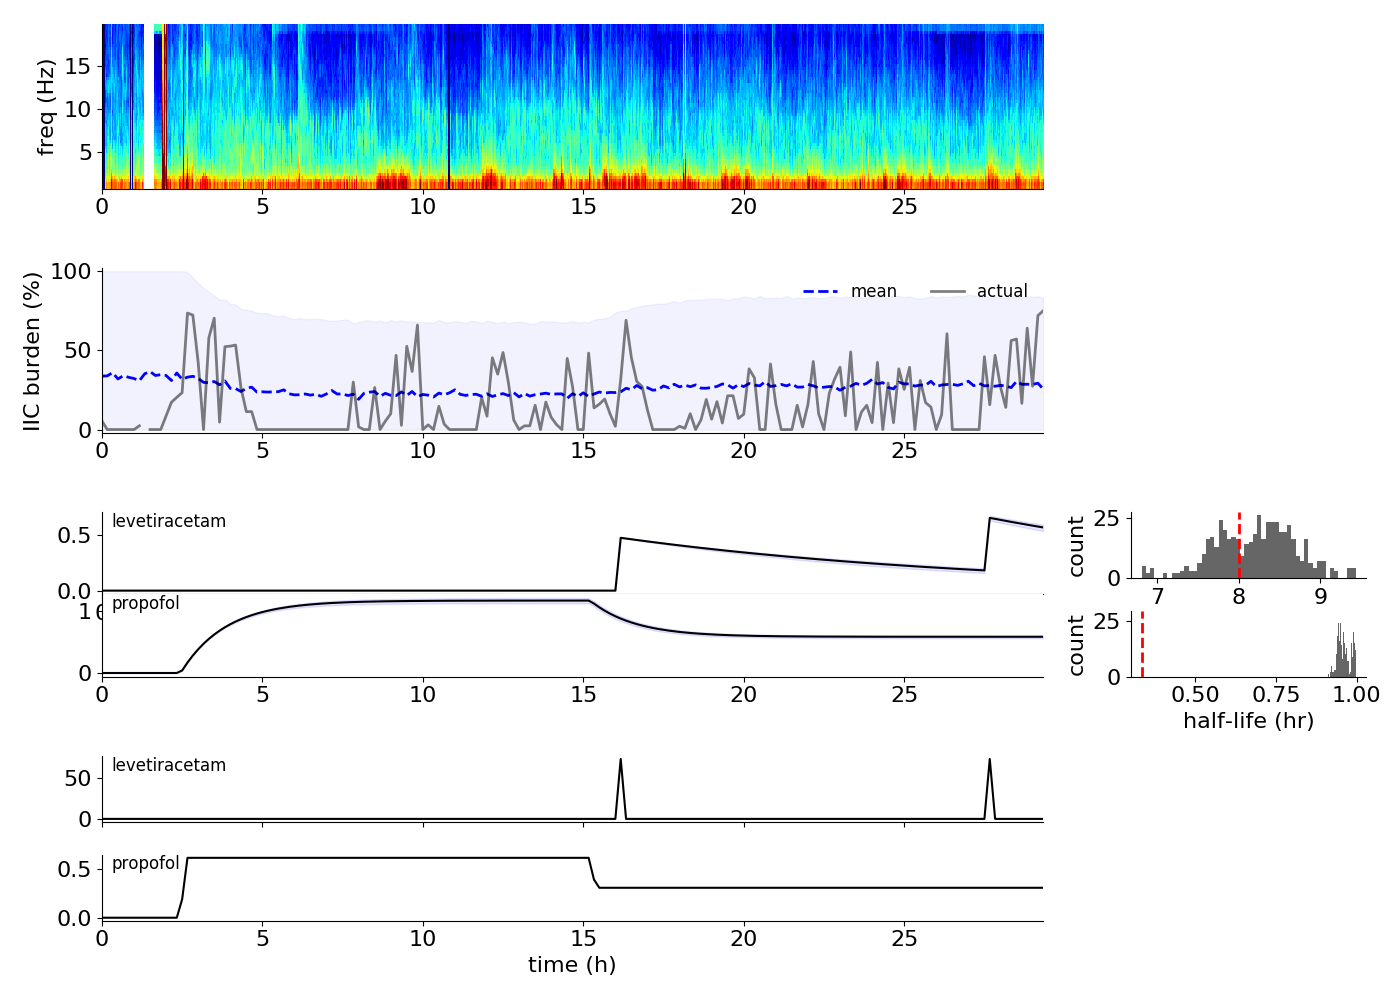 freq (Hz)
15
10
5
0 5 10 15 20 25
IIC burden (%)
100
50
0
mean actual
0 5 10 15 20 25
levetiracetam
0.5
0.0
propofol
1
0
0 5 10 15 20 25
count
25
0
7 8 9
count
25
0
0.50 0.75 1.00
half-life (hr)
levetiracetam
50
0
propofol
0.5
0.0
0 5 10 15 20 25
time (h)